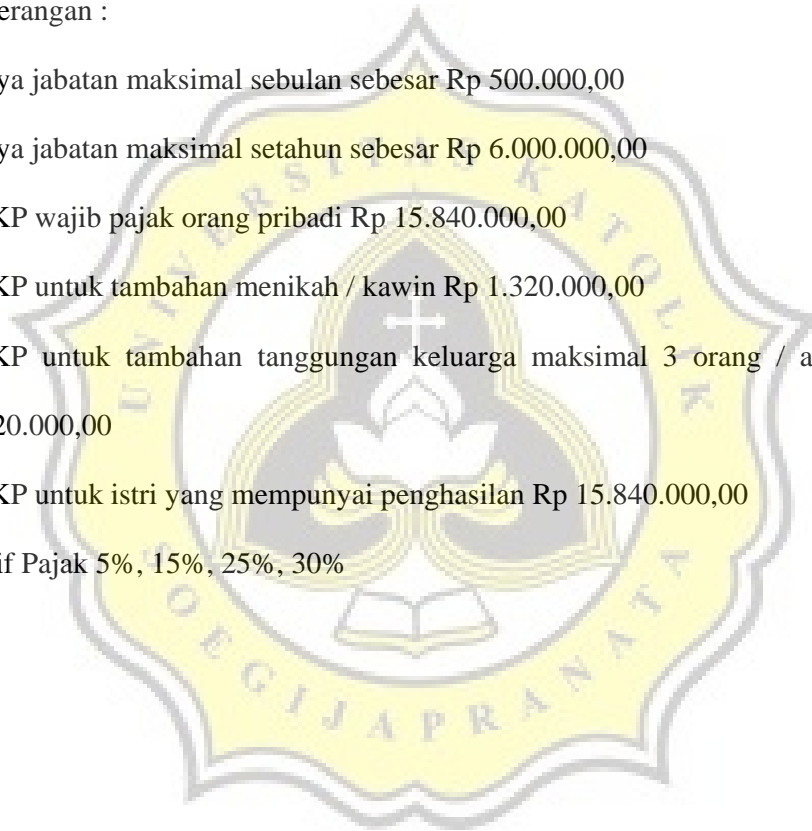 erangan :
ya jabatan maksimal sebulan sebesar Rp 500.000,00
ya jabatan maksimal setahun sebesar Rp 6.000.000,00
KP wajib pajak orang pribadi Rp 15.840.000,00
KP untuk tambahan menikah / kawin Rp 1.320.000,00
KP untuk tambahan tanggungan keluarga maksimal 3 orang / a
20.000,00
KP untuk istri yang mempunyai penghasilan Rp 15.840.000,00
if Pajak 5%, 15%, 25%, 30%
UNIVERSITAS KATOLIK
SOEGIJAPRANATA